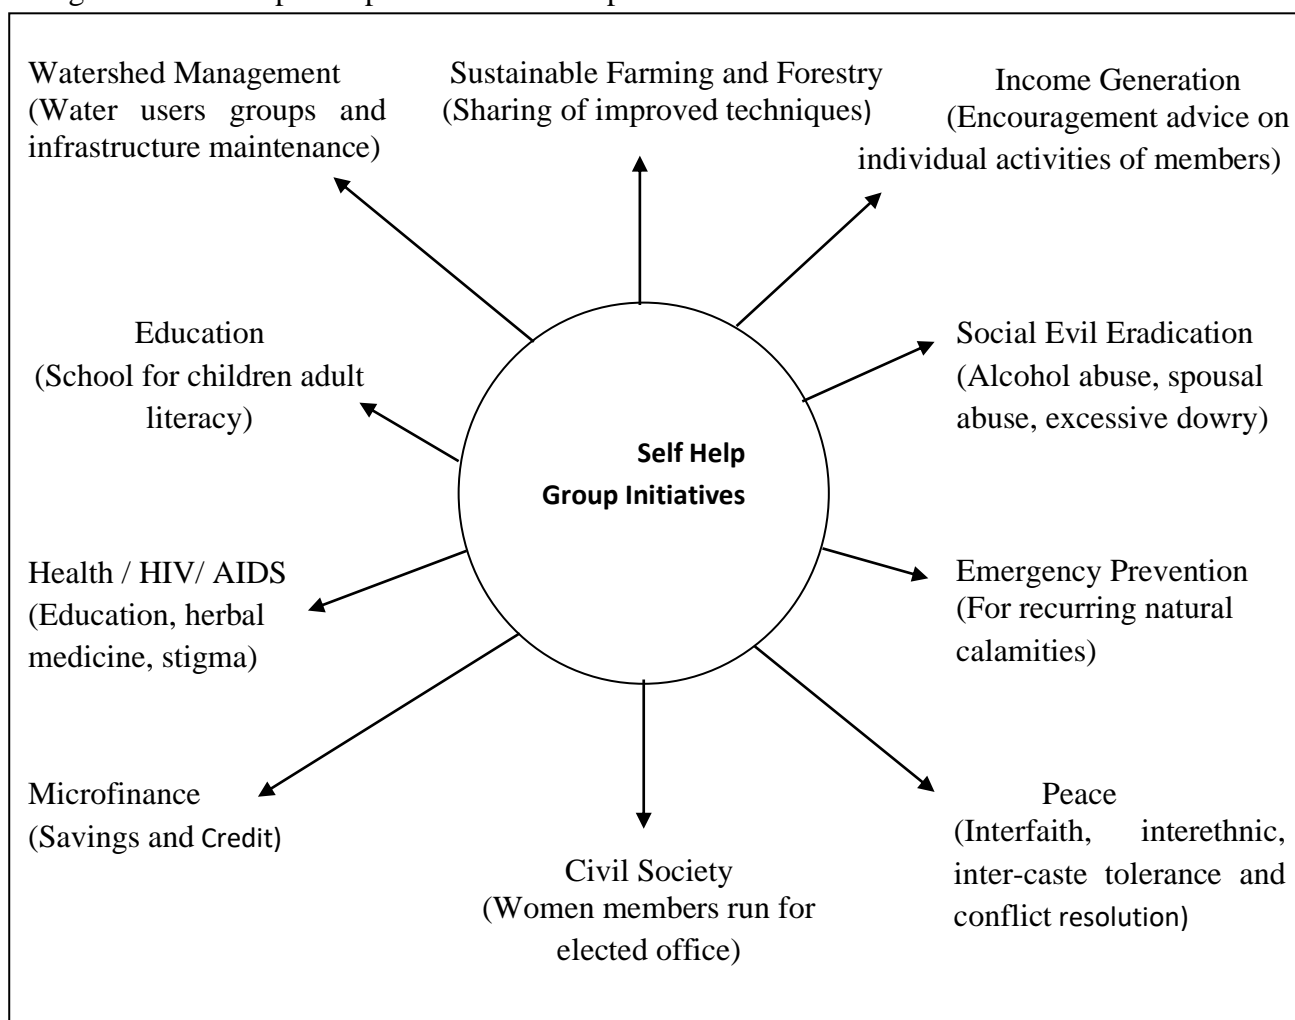 Watershed Management
(Water users groups and
infrastructure maintenance)
Sustainable Farming and Forestry
(Sharing of improved techniques)
Income Generation
(Encouragement advice on
individual activities of members)
Education
(School for children adult
literacy)
Social Evil Eradication
(Alcohol abuse, spousal
abuse, excessive dowry)
Self Help
Group Initiatives
Health / HIV/ AIDS
(Education, herbal
medicine, stigma)
Emergency Prevention
(For recurring natural
calamities)
Microfinance
(Savings and Credit)
Civil Society
(Women members run for
elected office)
Peace
(Interfaith, interethnic,
inter-caste tolerance and
conflict resolution)